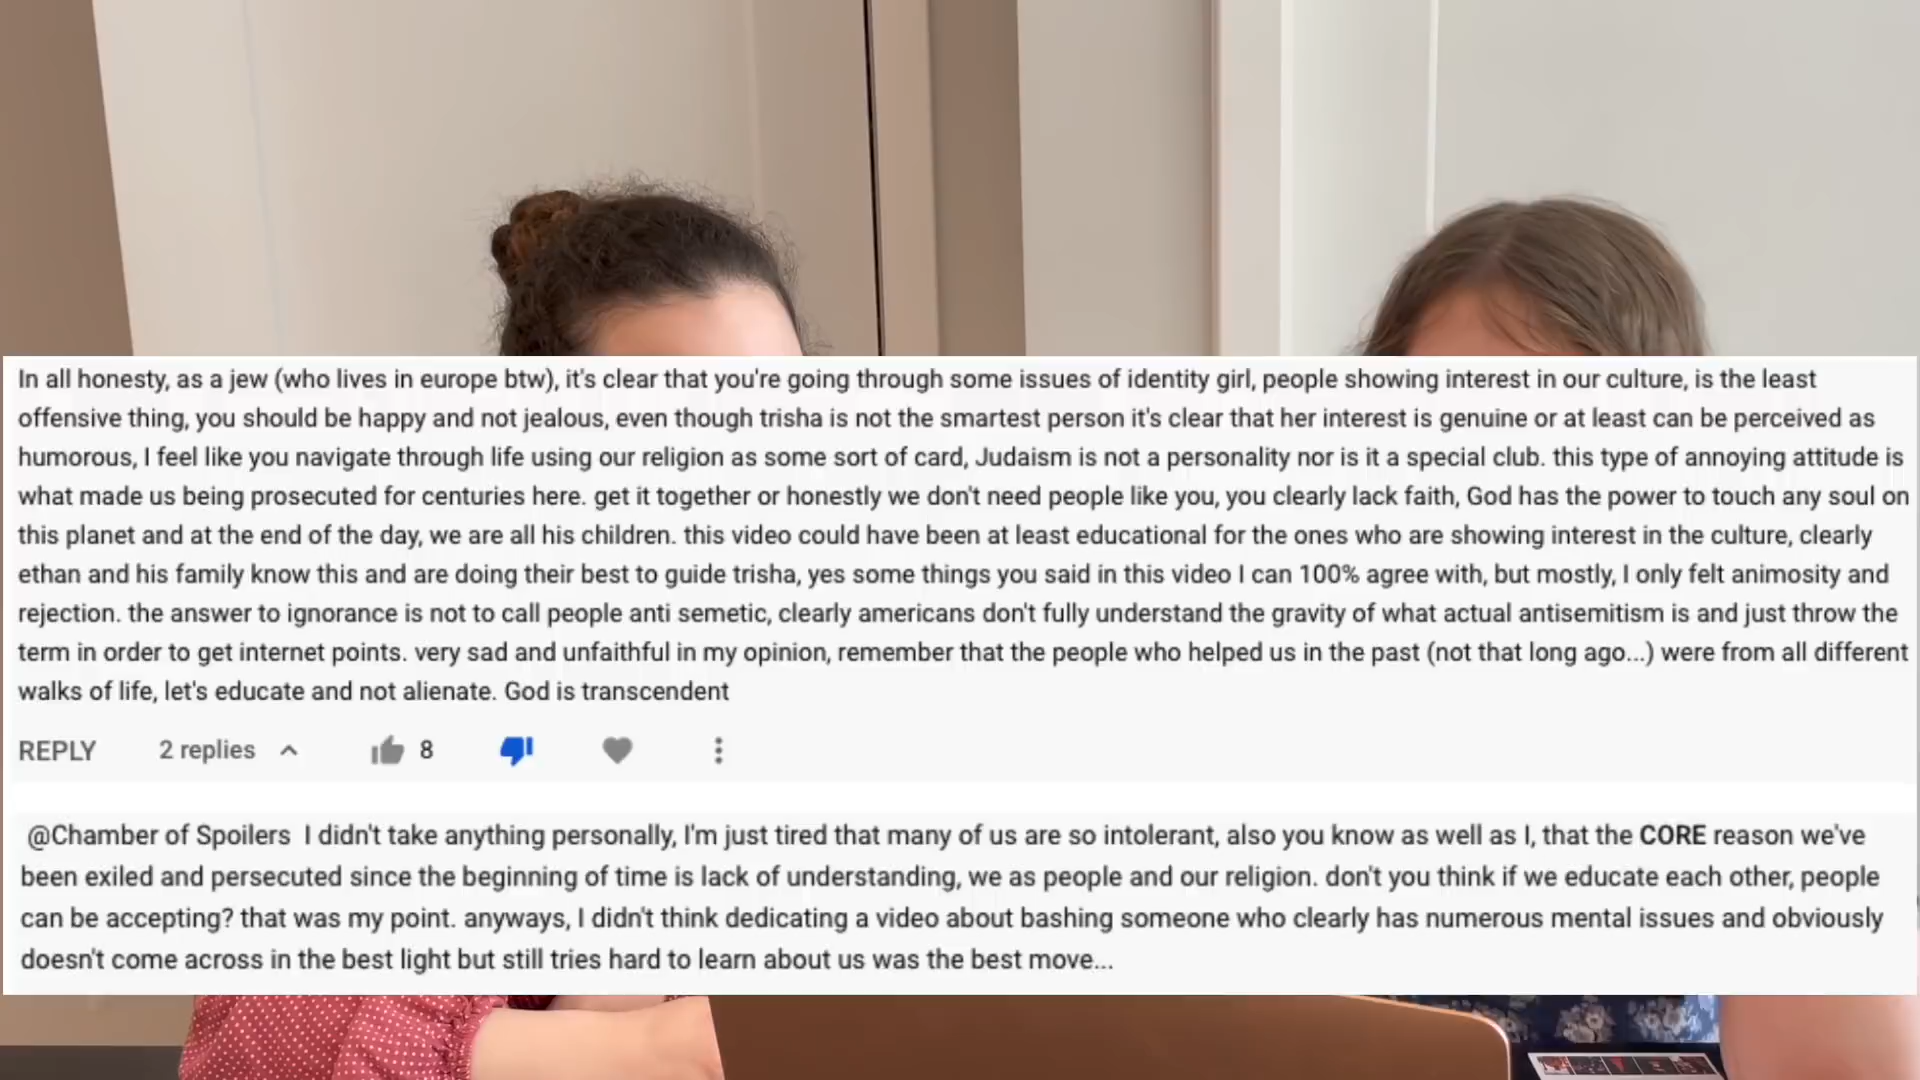 In all honesty, as a jew (who lives in europe btw), it's clear that you're going through some issues of identity girl, people showing interest in our culture, is the least
offensive thing, you should be happy and not jealous, even though trisha is not the smartest person it's clear that her interest is genuine or at least can be perceived as
humorous, I feel like you navigate through life using our religion as some sort of card, Judaism is not a personality nor is it a special club. this type of annoying attitude is
what made us being prosecuted for centuries here. get it together or honestly we don't need people like you, you clearly lack faith, God has the power to touch any soul on
this planet and at the end of the day, we are all his children. this video could have been at least educational for the ones who are showing interest in the culture, clearly
ethan and his family know this and are doing their best to guide trisha, yes some things you said in this video I can 100% agree with, but mostly, I only felt animosity and
rejection. the answer to ignorance is not to call people anti semetic, clearly americans don't fully understand the gravity of what actual antisemitism is and just throw the
term in order to get internet points. very sad and unfaithful in my opinion, remember that the people who helped us in the past (not that long ago...) were from all different
walks of life, let's educate and not alienate. God is transcendent
REPLY 2 replies 8
@Chamber of Spoilers I didn't take anything personally, I'm just tired that many of us are so intolerant, also you know as well as I, that the CORE reason we've
been exiled and persecuted since the beginning of time is lack of understanding, we as people and our religion. don't you think if we educate each other, people
can be accepting? that was my point. anyways, I didn't think dedicating a video about bashing someone who clearly has numerous mental issues and obviously
doesn't come across in the best light but still tries hard to learn about us was the best move...